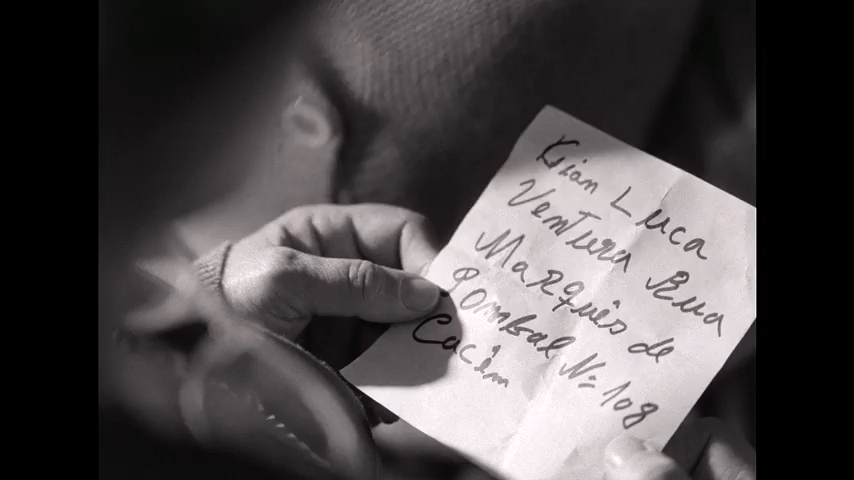 Kian Luca
Ventura Rua
Marquês de
Pombal Nº 108
Cacém